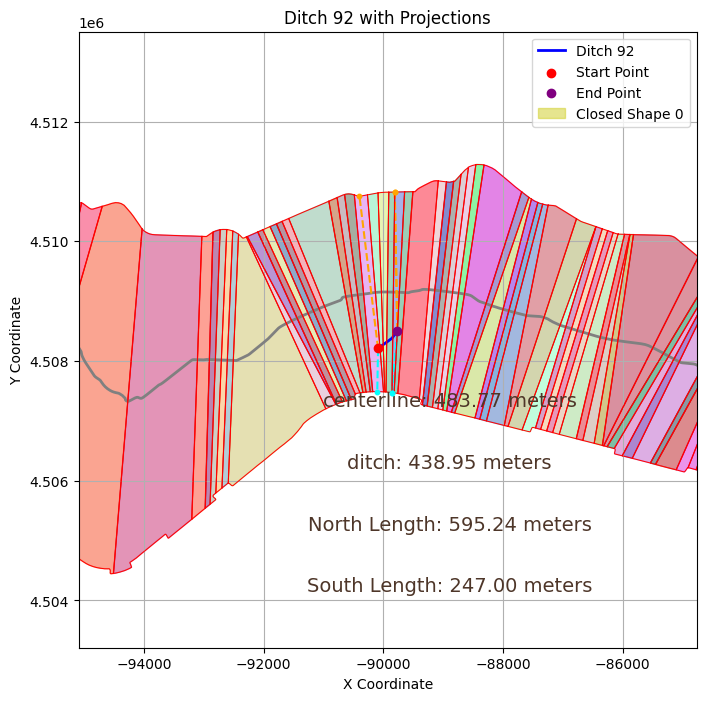 Ditch 92 with Projections
1e6
Ditch 92
Start Point
End Point
Closed Shape 0
4.512
4.510
4.508
4.506
4.504
Y Coordinate
centerline: 483.77 meters
ditch: 438.95 meters
North Length: 595.24 meters
South Length: 247.00 meters
−94000 −92000 −90000 −88000 −86000
X Coordinate